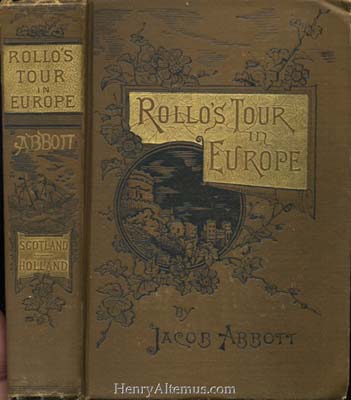 ROLLO'S
TOUR
IN
EUROPE
ABBOTT
SCOTLAND
HOLLAND
ROLLO'S TOUR
in
EUROPE
BY
JACOB ABBOTT
HenryAltemus.com